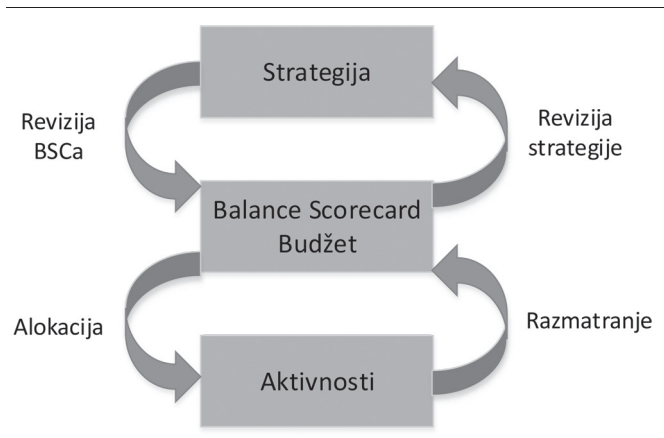 Strategija
Revizija
BSCa
Revizija
strategije
Balance Scorecard
Budžet
Alokacija
Razmatranje
Aktivnosti